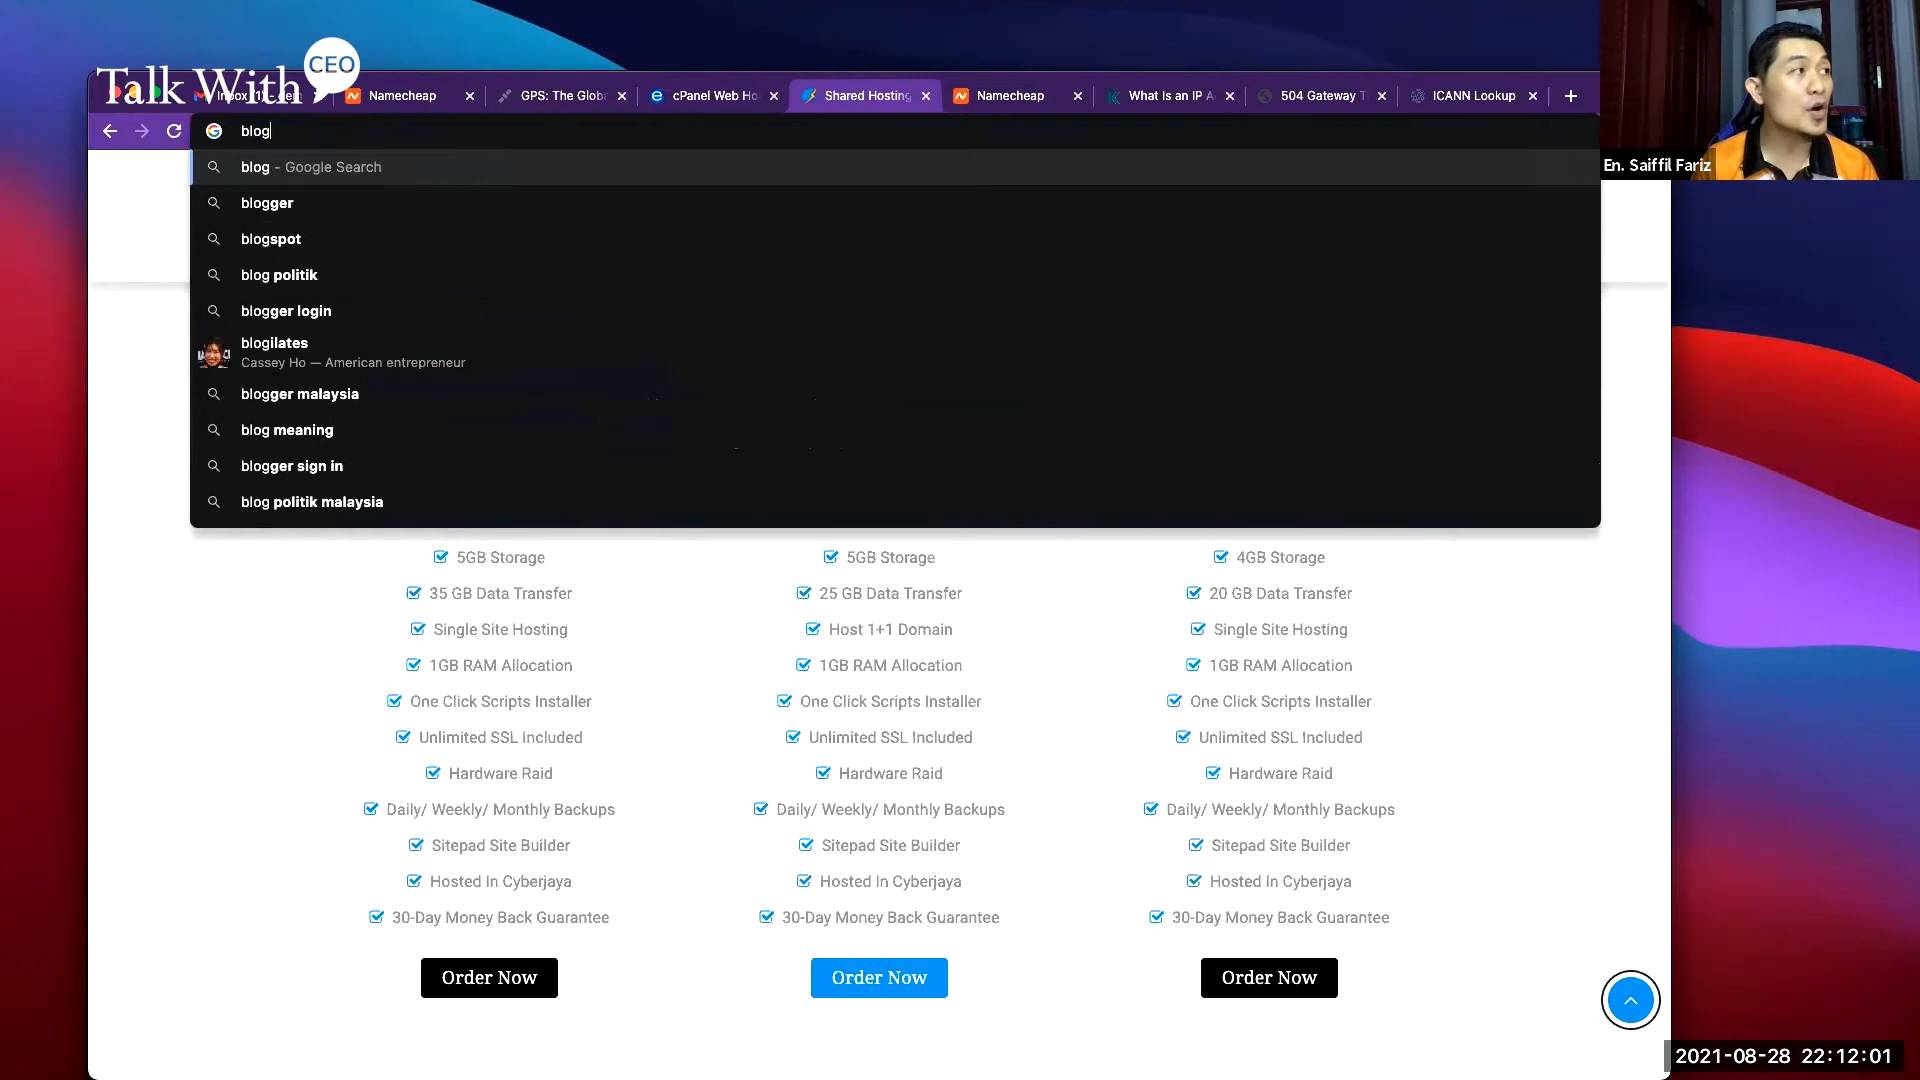 Talk With CEO
Namecheap
GPS: The Globa
cPanel Web Ho
Shared Hosting
Namecheap
What Is an IP A
504 Gateway T
ICANN Lookup
blog
blog – Google Search
blogger
blogspot
blog politik
blogger login
blogilates
Cassey Ho — American entrepreneur
blogger malaysia
blog meaning
blogger sign in
blog politik malaysia
En. Saiffil Fariz
5GB Storage
5GB Storage
4GB Storage
35 GB Data Transfer
25 GB Data Transfer
20 GB Data Transfer
Single Site Hosting
Host 1+1 Domain
Single Site Hosting
1GB RAM Allocation
1GB RAM Allocation
1GB RAM Allocation
One Click Scripts Installer
One Click Scripts Installer
One Click Scripts Installer
Unlimited SSL Included
Unlimited SSL Included
Unlimited SSL Included
Hardware Raid
Hardware Raid
Hardware Raid
Daily/ Weekly/ Monthly Backups
Daily/ Weekly/ Monthly Backups
Daily/ Weekly/ Monthly Backups
Sitepad Site Builder
Sitepad Site Builder
Sitepad Site Builder
Hosted In Cyberjaya
Hosted In Cyberjaya
Hosted In Cyberjaya
30-Day Money Back Guarantee
30-Day Money Back Guarantee
30-Day Money Back Guarantee
Order Now
Order Now
Order Now
2021-08-28 22:12:01